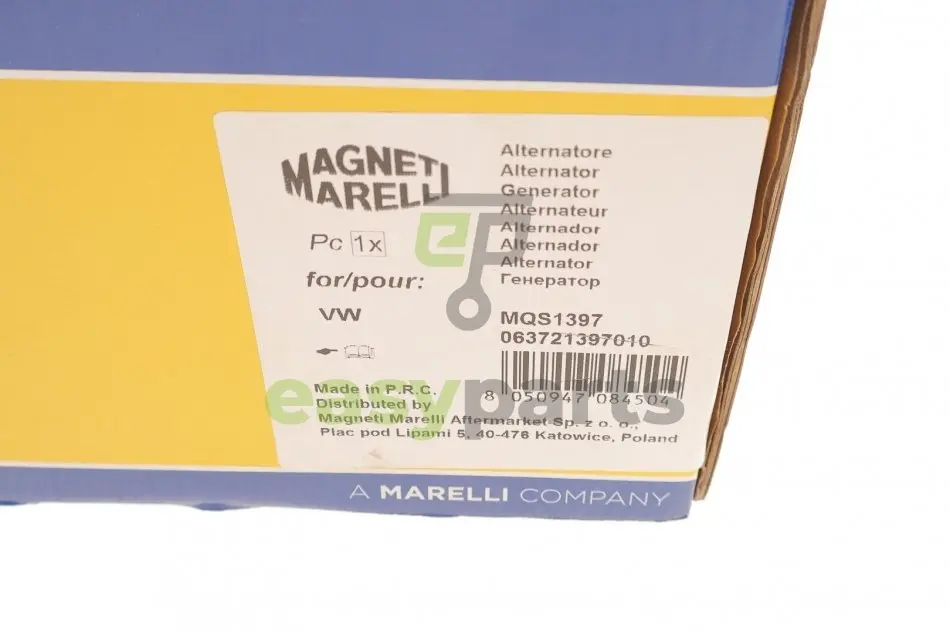 MAGNETI
MARELLI
Pc 1x
for/pour:
VW
Alternatore
Alternator
Generator
Alternateur
Alternador
Alternador
Alternator
Генератор
MQS1397
063721397010
8 050947 084504
Made in P.R.C.
Distributed by
Magneti Marelli Aftermarket Sp. z o. o.,
Plac pod Lipami 5, 40-476 Katowice, Poland
easyparts
A MARELLI COMPANY